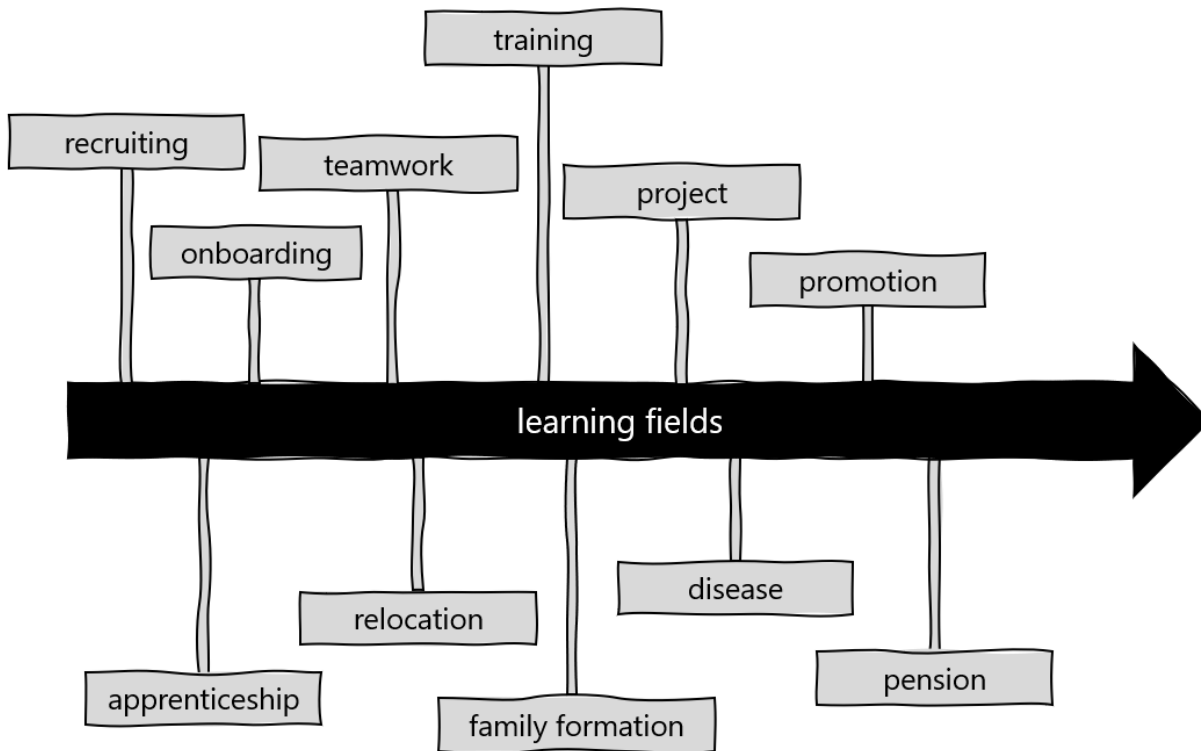 training
recruiting
teamwork
project
onboarding
promotion
learning fields
disease
relocation
pension
apprenticeship
family formation